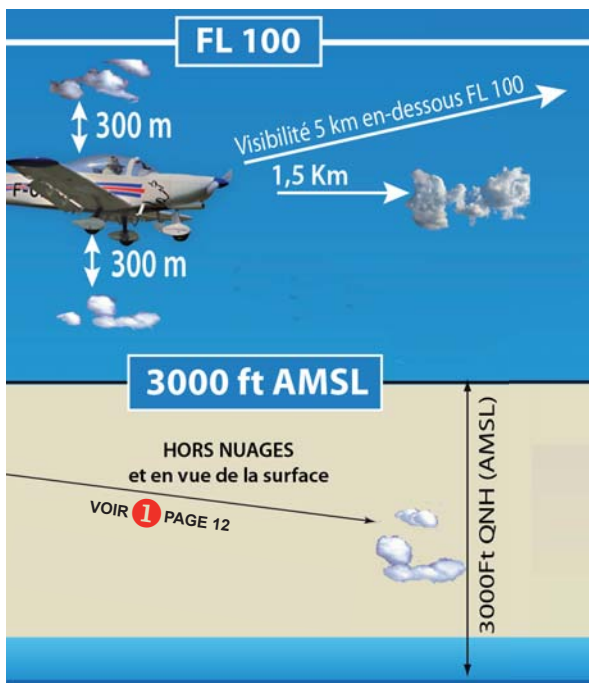 FL 100
300 m
Visibilité 5 km en-dessous FL 100
1,5 Km
300 m
3000 ft AMSL
HORS NUAGES
et en vue de la surface
VOIR 1 PAGE 12
3000Ft QNH (AMSL)